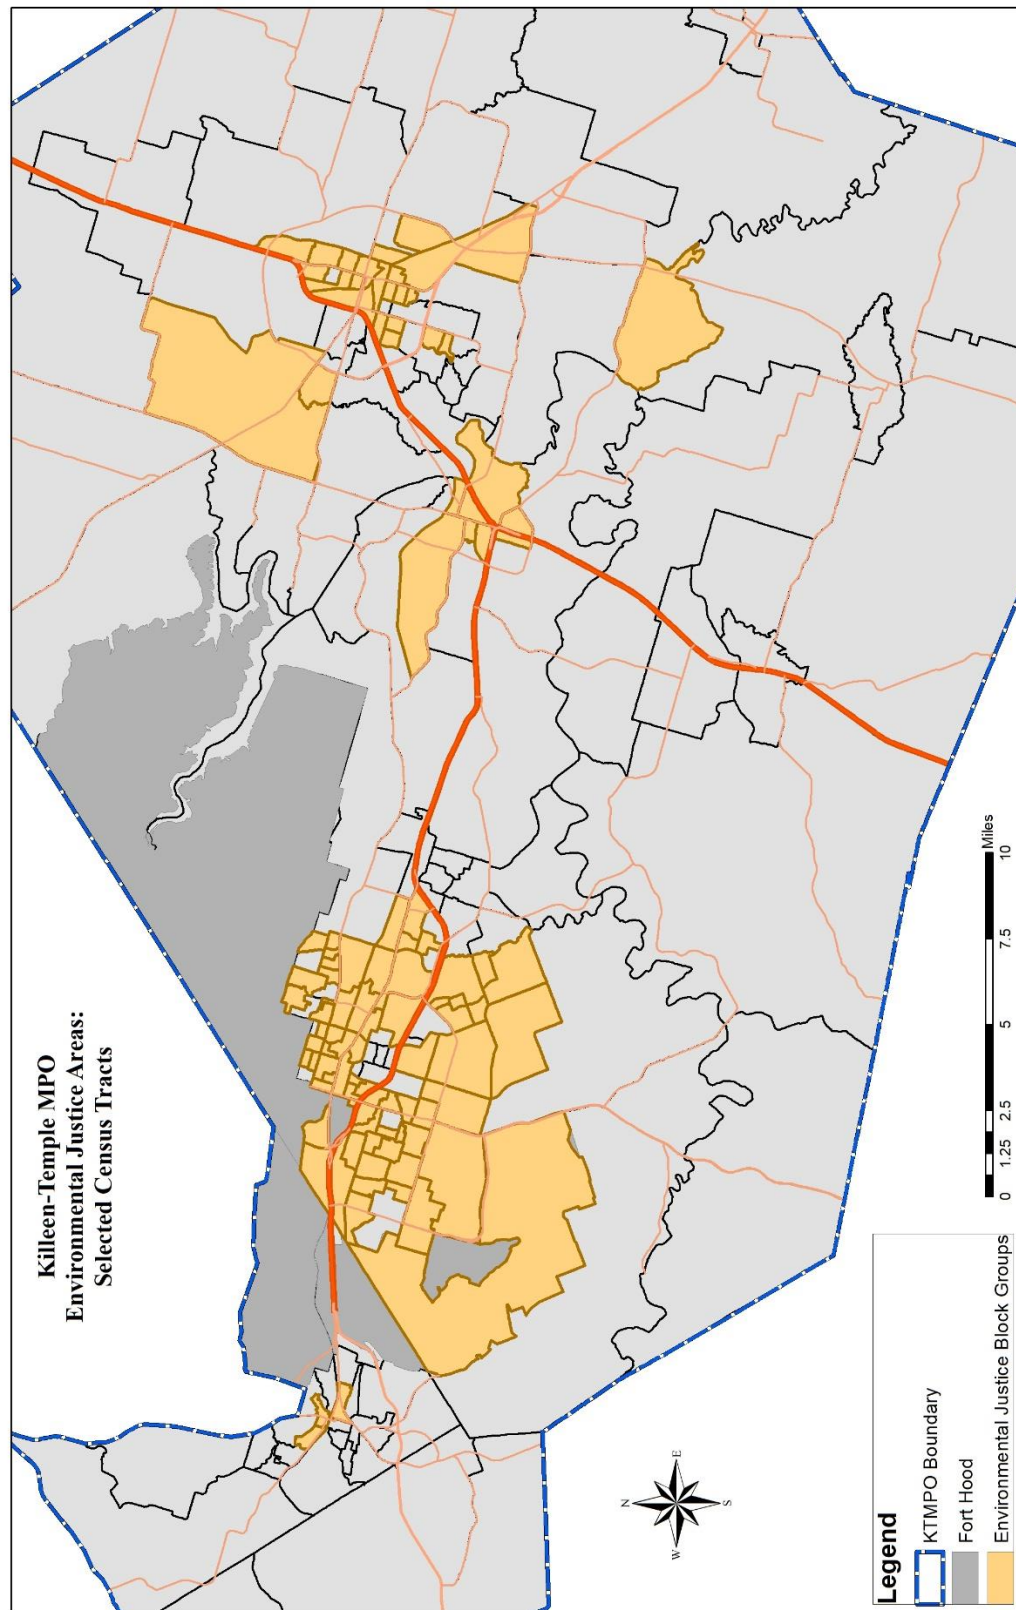 Killeen-Temple MPO
Environmental Justice Areas:
Selected Census Tracts
N
W
E
S
0 1.25 2.5 5 7.5 10
Miles
Legend
KTMPO Boundary
Fort Hood
Environmental Justice Block Groups